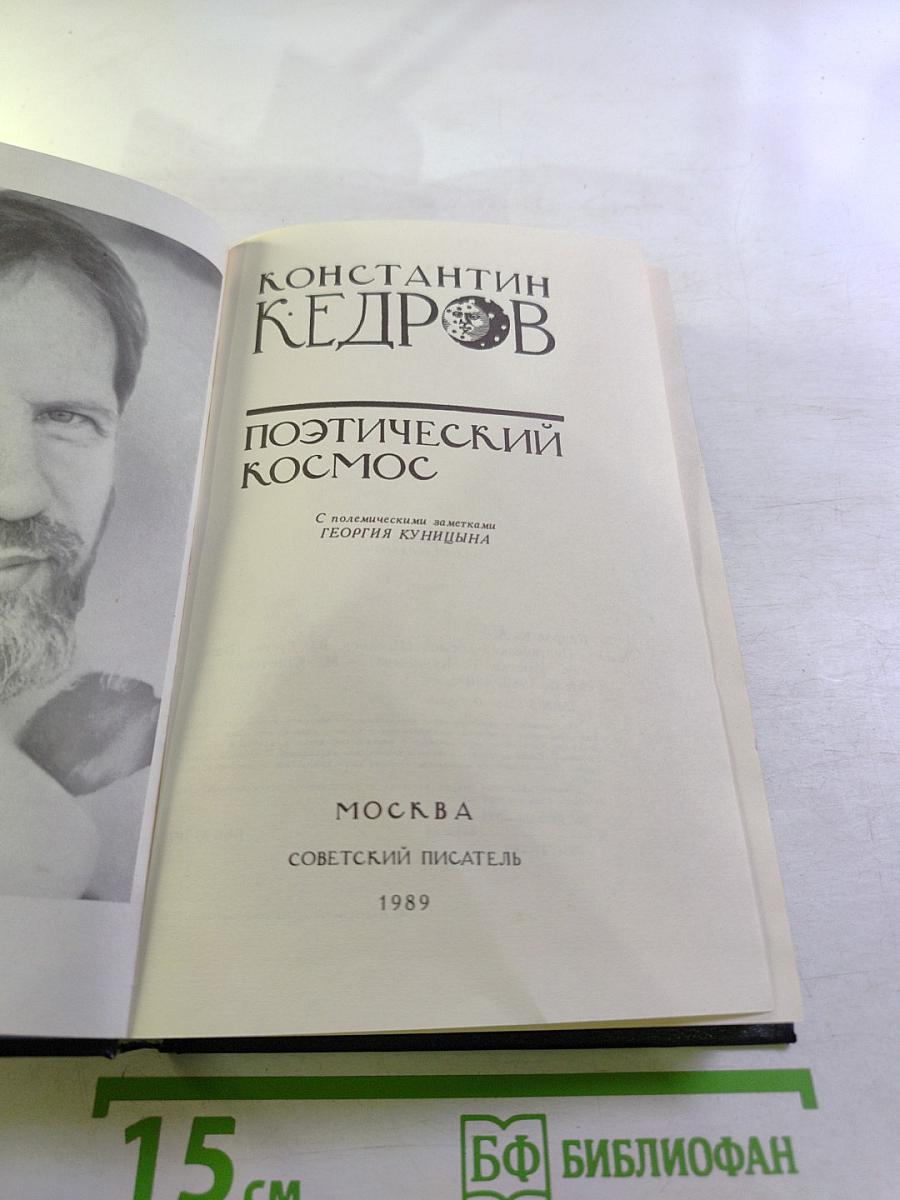 КОНСТАНТИН
КЕДРОВ
ПОЭТИЧЕСКИЙ
КОСМОС
С полемическими заметками
ГЕОРГИЯ КУНИЦЫНА
МОСКВА
СОВЕТСКИЙ ПИСАТЕЛЬ
1989
15 см
БФ БИБЛИОФАН